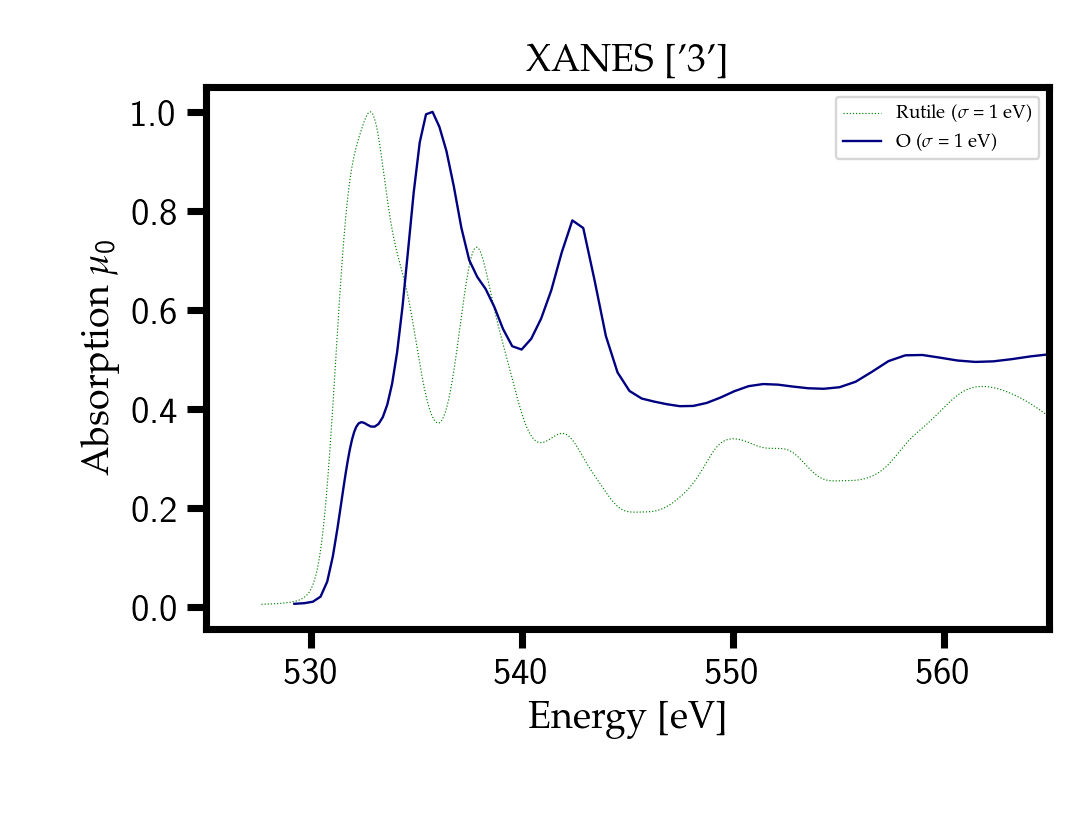 XANES ['3']
Rutile (σ = 1 eV)
O (σ = 1 eV)
Absorption μ₀
1.0
0.8
0.6
0.4
0.2
0.0
530 540 550 560
Energy [eV]